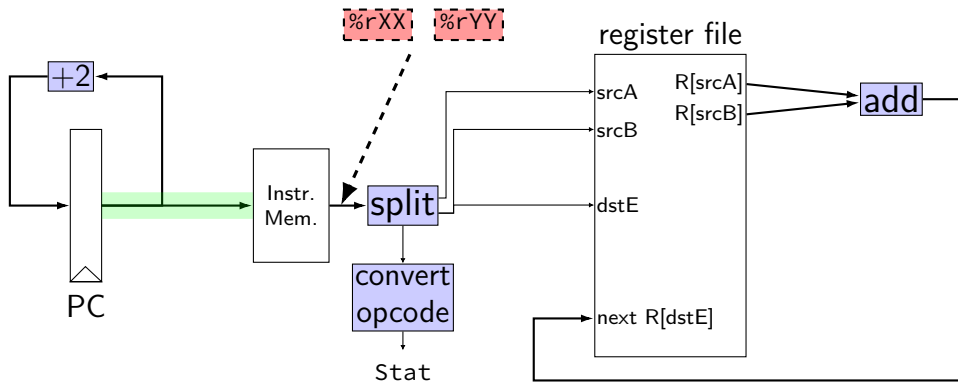 %rXX %rYY
register file
+2
srcA
R[srcA]
srcB
R[srcB]
add
Instr.
Mem.
split
dstE
PC
convert
opcode
next R[dstE]
Stat